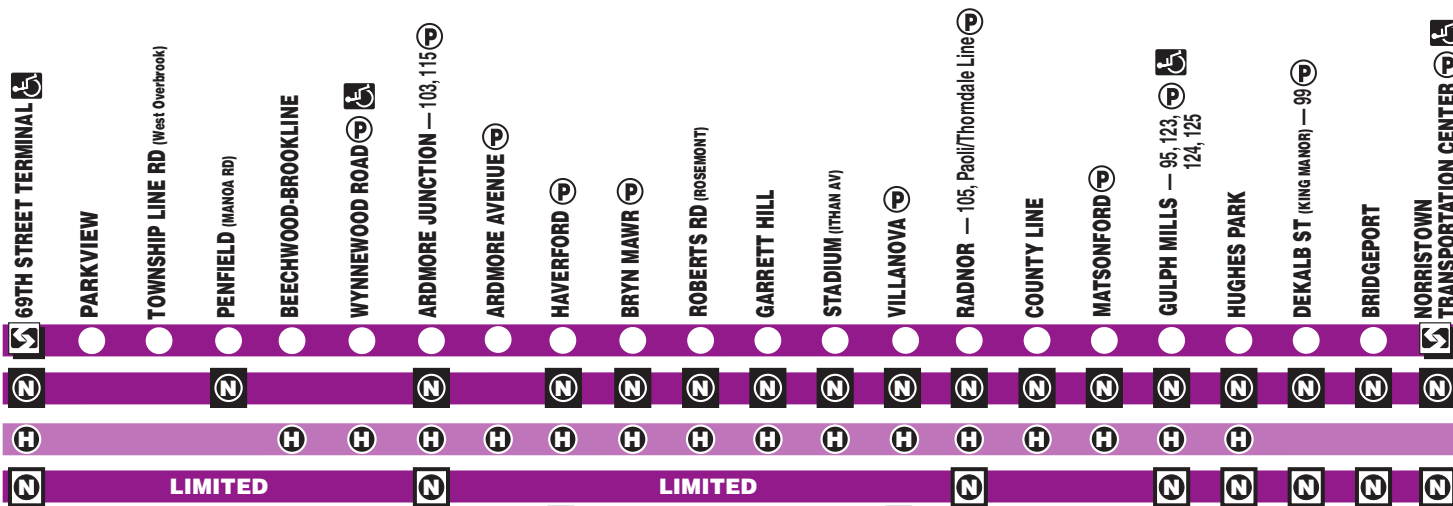 69TH STREET TERMINAL
PARKVIEW
TOWNSHIP LINE RD (West Overbrook)
PENFIELD (MANOA RD)
BEECHWOOD-BROOKLINE
WYNNEWOOD ROAD P
ARDMORE JUNCTION — 103, 115 P
ARDMORE AVENUE P
HAVERFORD P
BRYN MAWR P
ROBERTS RD (ROSEMONT)
GARRETT HILL
STADIUM (ITHAN AV)
VILLANOVA P
RADNOR — 105, Paoli/Thorndale Line P
COUNTY LINE
MATSONFORD P
GULPH MILLS — 95, 123, P
124, 125
HUGHES PARK
DEKALB ST (KING MANOR) — 99 P
BRIDGEPORT
NORRISTOWN
TRANSPORTATION CENTER P
N N N N N N N N N N N N N N N N N N
H H H H H H H H H H H H H H H H
N LIMITED N LIMITED N N N N N N